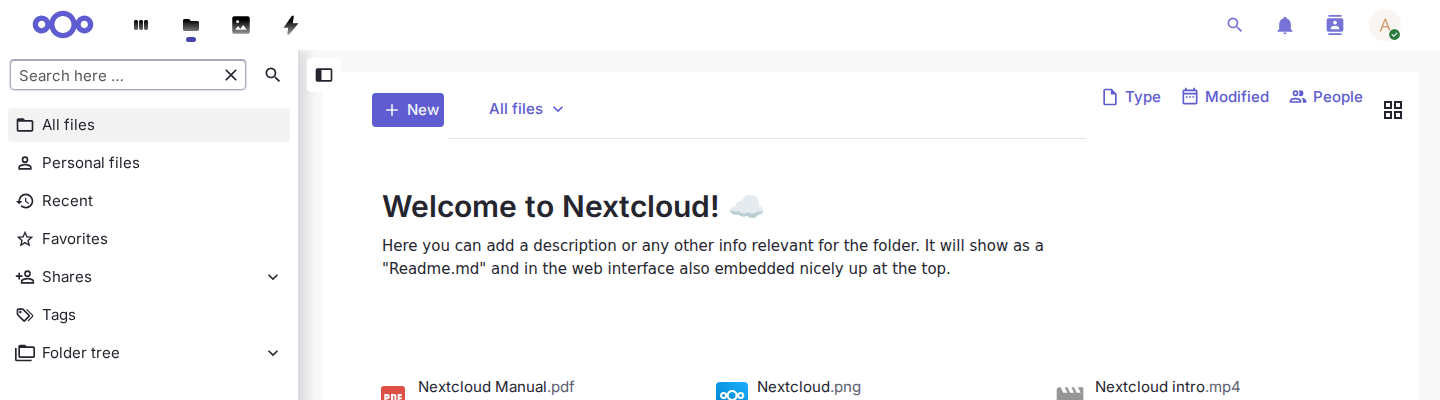 A
Search here ...
All files
Personal files
Recent
Favorites
Shares
Tags
Folder tree
New
All files
Type
Modified
People
Welcome to Nextcloud! ☁️
Here you can add a description or any other info relevant for the folder. It will show as a
"Readme.md" and in the web interface also embedded nicely up at the top.
PDF
Nextcloud Manual.pdf
Nextcloud.png
Nextcloud intro.mp4